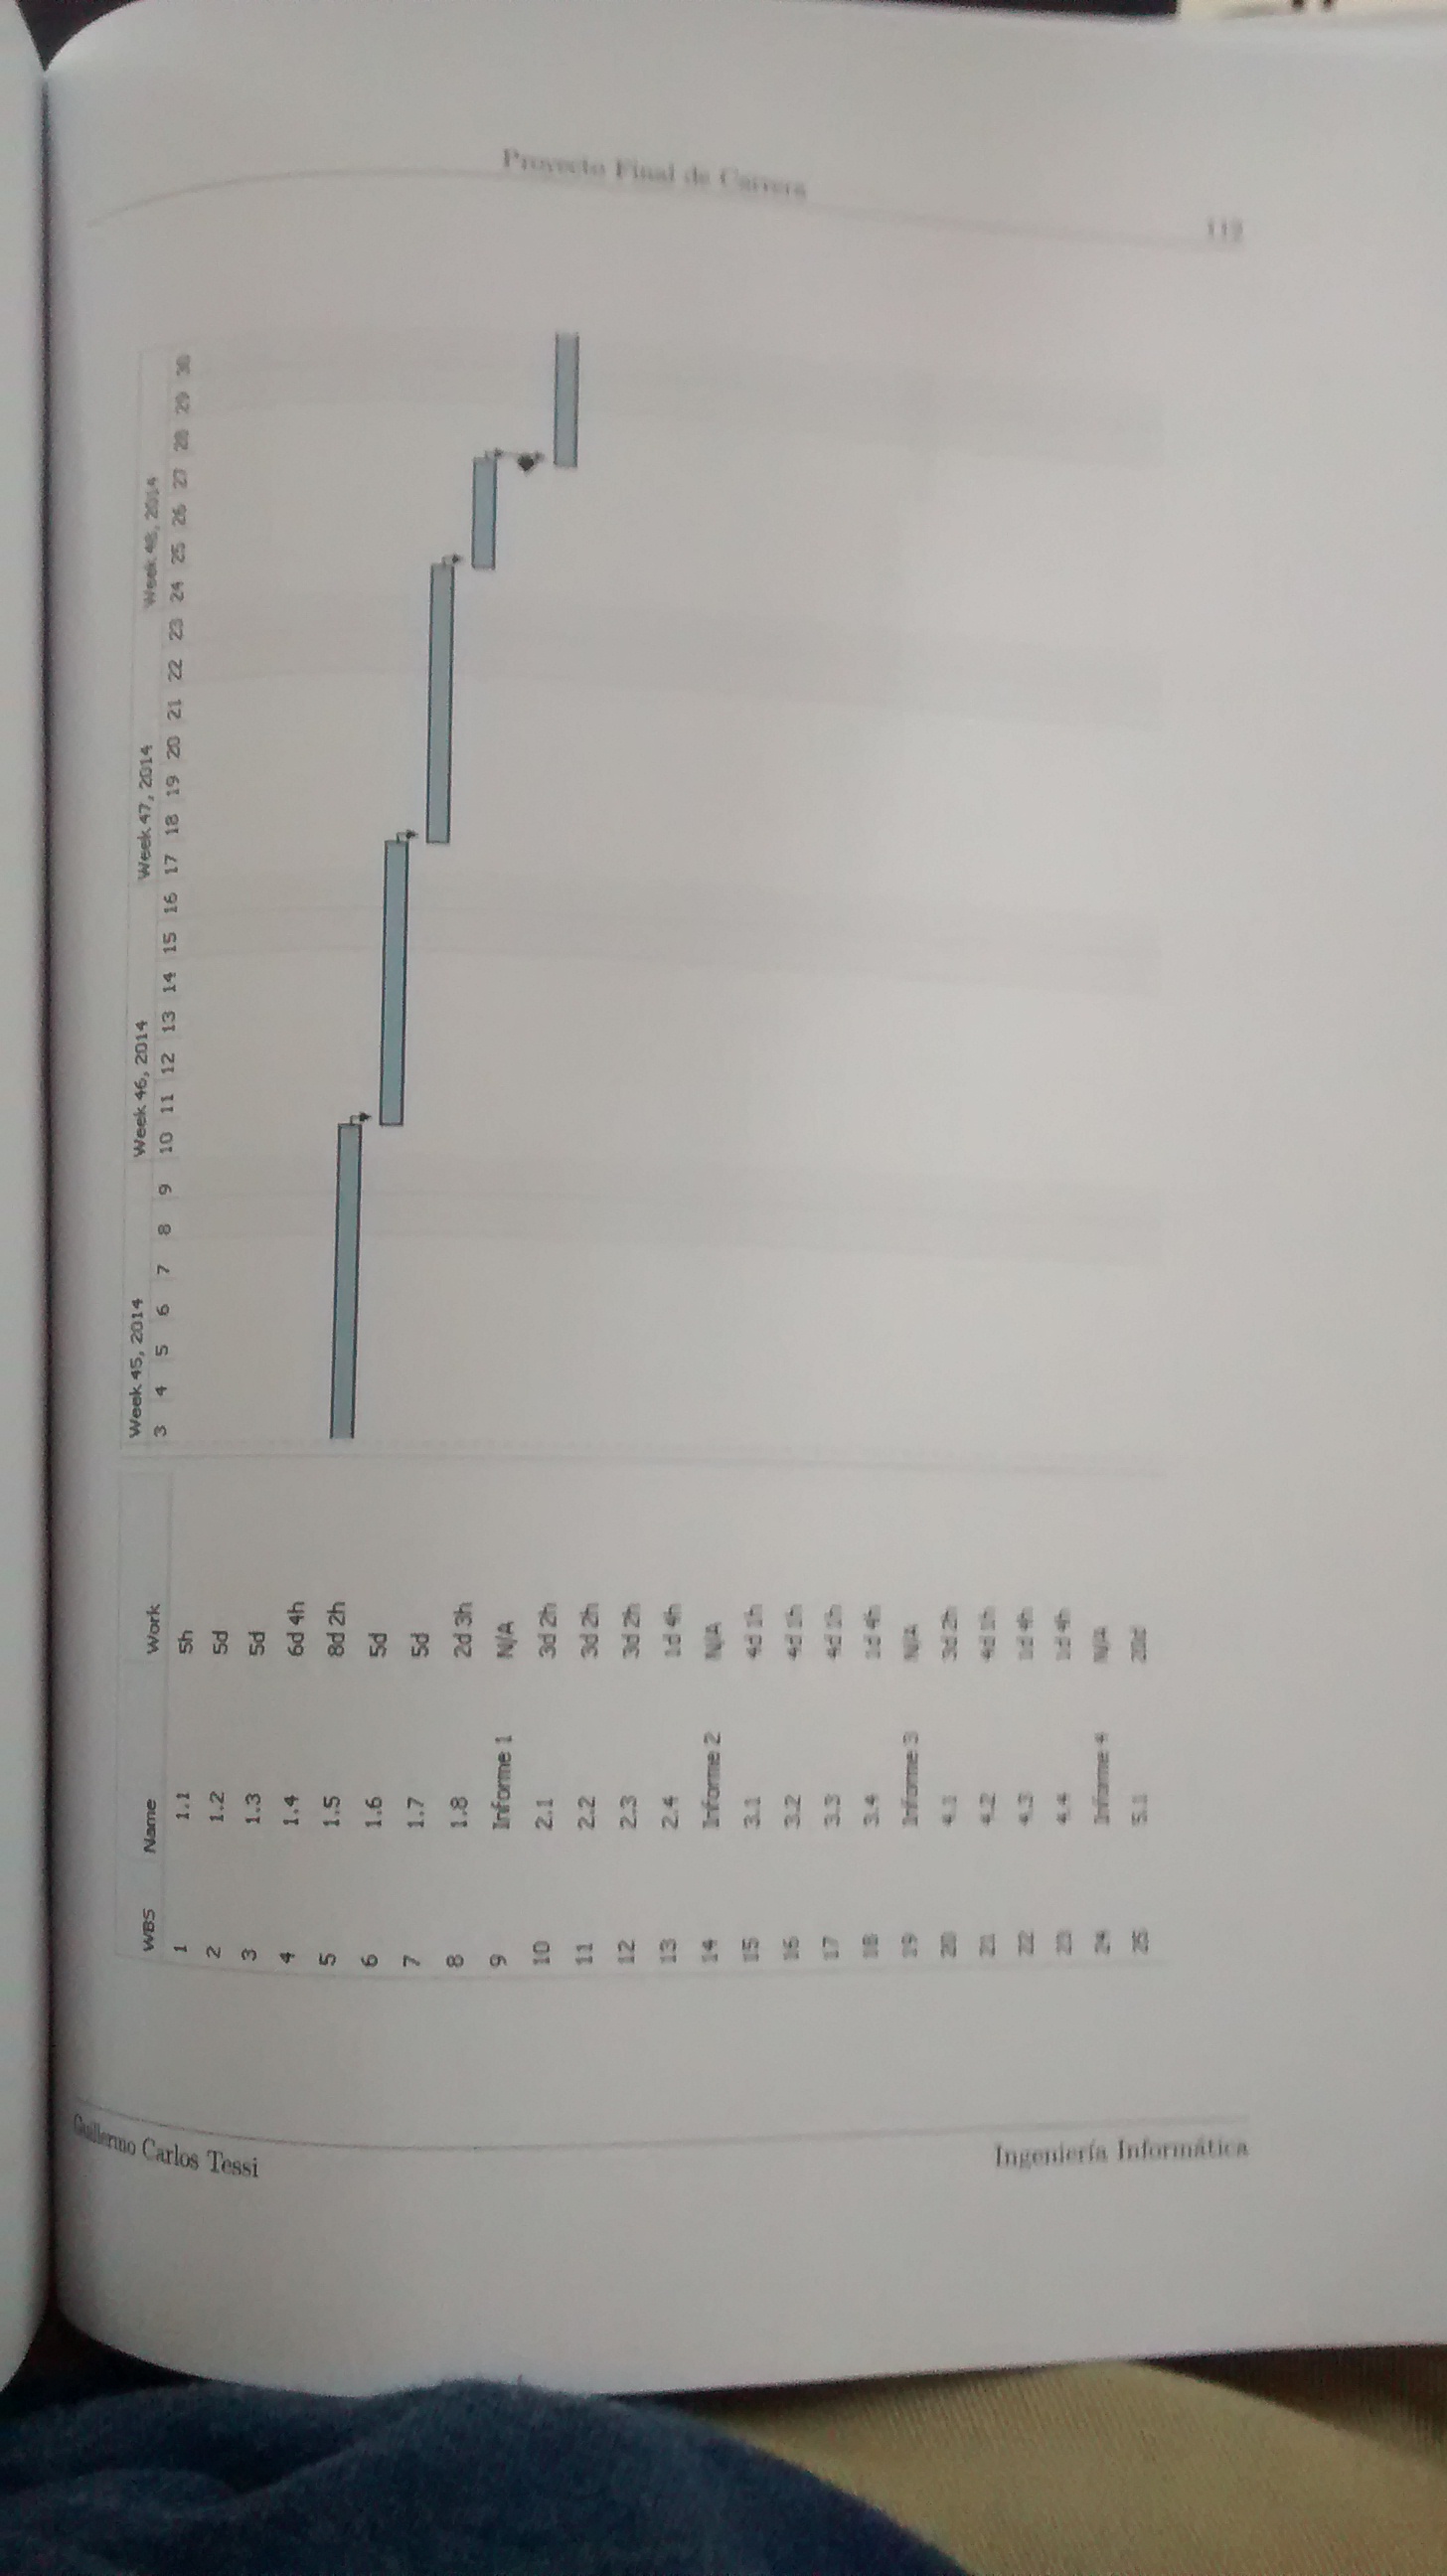 Proyecto Final de Carrera
Week 45, 2014 Week 46, 2014 Week 47, 2014 Week 48, 2014
WBS Name Work 3 4 5 6 7 8 9 10 11 12 13 14 15 16 17 18 19 20 21 22 23 24 25 26 27 28 29 30
1 1.1 5h
2 1.2 5d
3 1.3 5d
4 1.4 6d 4h
5 1.5 8d 2h
6 1.6 5d
7 1.7 5d
8 1.8 2d 3h
9 Informe 1 N/A
10 2.1 3d 2h
11 2.2 3d 2h
12 2.3 3d 2h
13 2.4 1d 4h
14 Informe 2 N/A
15 3.1 4d 1h
16 3.2 4d 1h
17 3.3 4d 1h
18 3.4 1d 4h
19 Informe 3 N/A
20 4.1 3d 2h
21 4.2 4d 1h
22 4.3 1d 4h
23 4.4 1d 4h
24 Informe 4 N/A
25 5.1
Guillermo Carlos Tessi
Ingeniería Informática